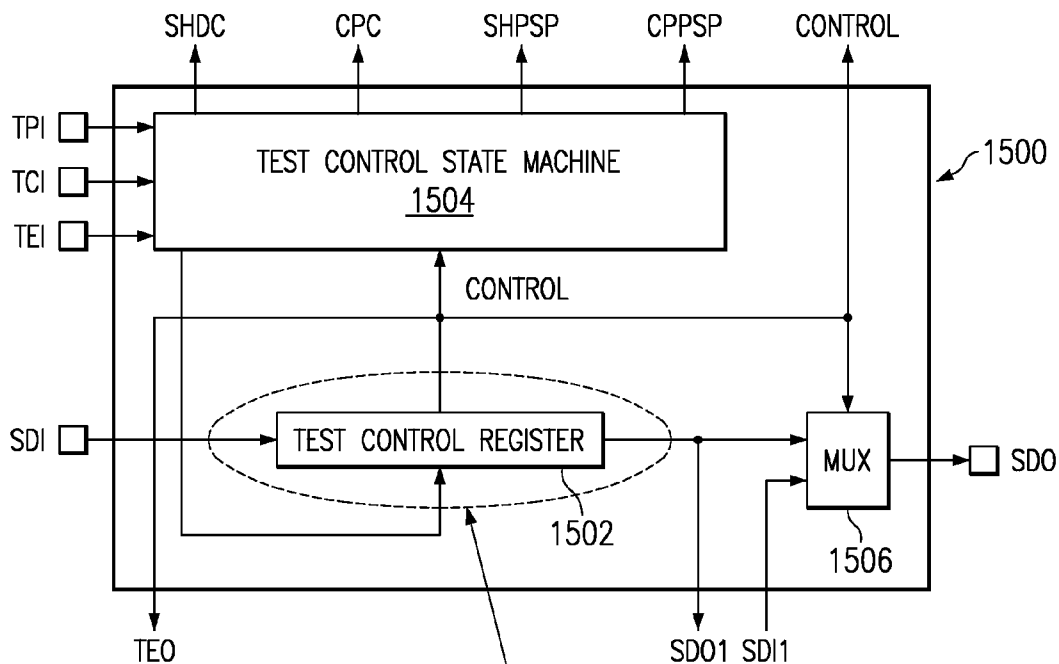 SHDC CPC SHPSP CPPSP CONTROL
TPI
TCI
TEI
TEST CONTROL STATE MACHINE
1504
1500
CONTROL
SDI
TEST CONTROL REGISTER
MUX
SDO
1502
1506
TEO
SDO1 SDI1